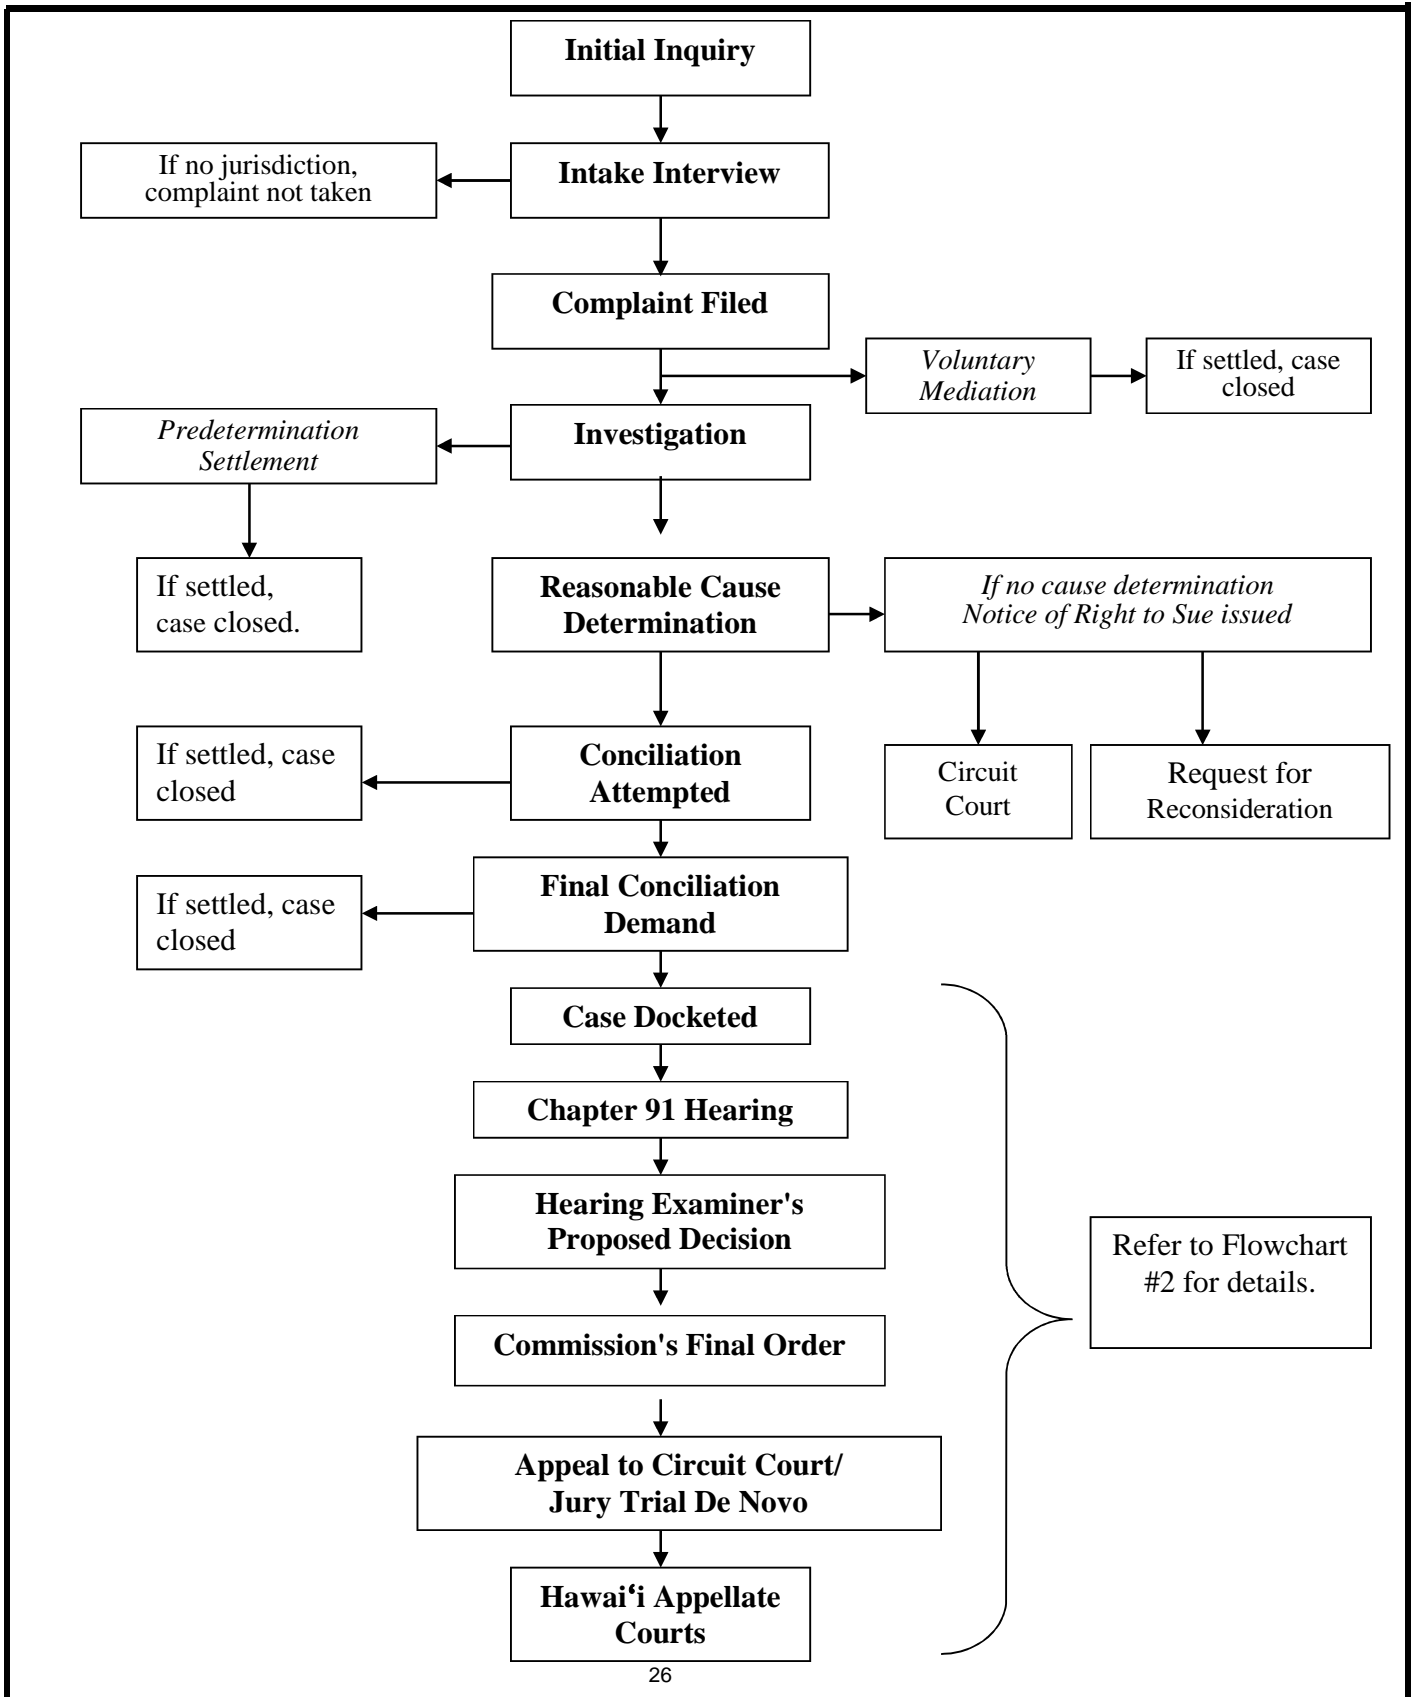 Initial Inquiry
If no jurisdiction,
complaint not taken
Intake Interview
Complaint Filed
Voluntary
Mediation
If settled, case
closed
Predetermination
Settlement
Investigation
If settled,
case closed.
Reasonable Cause
Determination
If no cause determination
Notice of Right to Sue issued
If settled, case
closed
Conciliation
Attempted
Circuit
Court
Request for
Reconsideration
If settled, case
closed
Final Conciliation
Demand
Case Docketed
Chapter 91 Hearing
Hearing Examiner's
Proposed Decision
Refer to Flowchart
#2 for details.
Commission's Final Order
Appeal to Circuit Court/
Jury Trial De Novo
Hawaiʻi Appellate
Courts
26